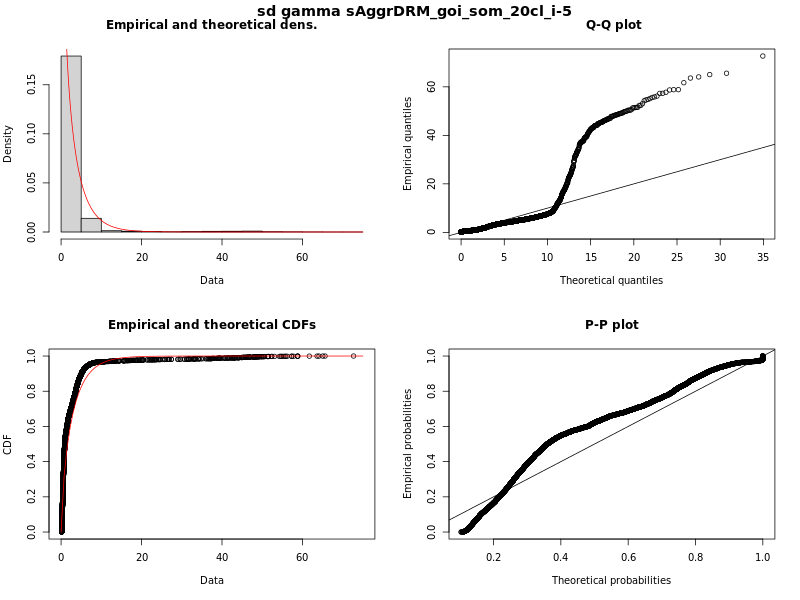 sd gamma sAggrDRM_goi_som_20cl_i-5
Empirical and theoretical dens.
Density
0.00 0.05 0.10 0.15
0 20 40 60
Data
Q-Q plot
Empirical quantiles
0 20 40 60
0 5 10 15 20 25 30 35
Theoretical quantiles
Empirical and theoretical CDFs
CDF
0.0 0.2 0.4 0.6 0.8 1.0
0 20 40 60
Data
P-P plot
Empirical probabilities
0.0 0.2 0.4 0.6 0.8 1.0
0.2 0.4 0.6 0.8 1.0
Theoretical probabilities